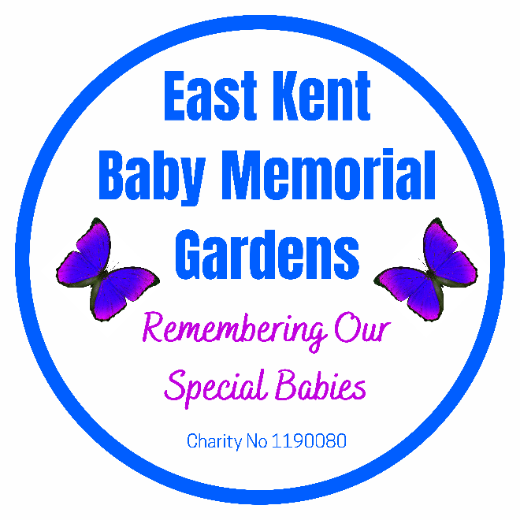 East Kent
Baby Memorial
Gardens
Remembering Our
Special Babies
Charity No 1190080